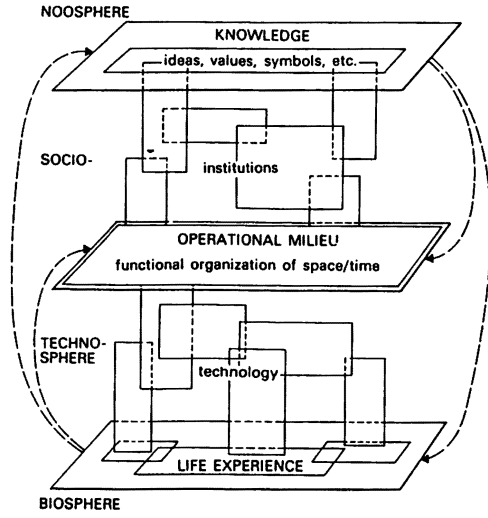 NOOSPHERE
KNOWLEDGE
ideas, values, symbols, etc.
SOCIO-
institutions
OPERATIONAL MILIEU
functional organization of space/time
TECHNO-
SPHERE
technology
LIFE EXPERIENCE
BIOSPHERE